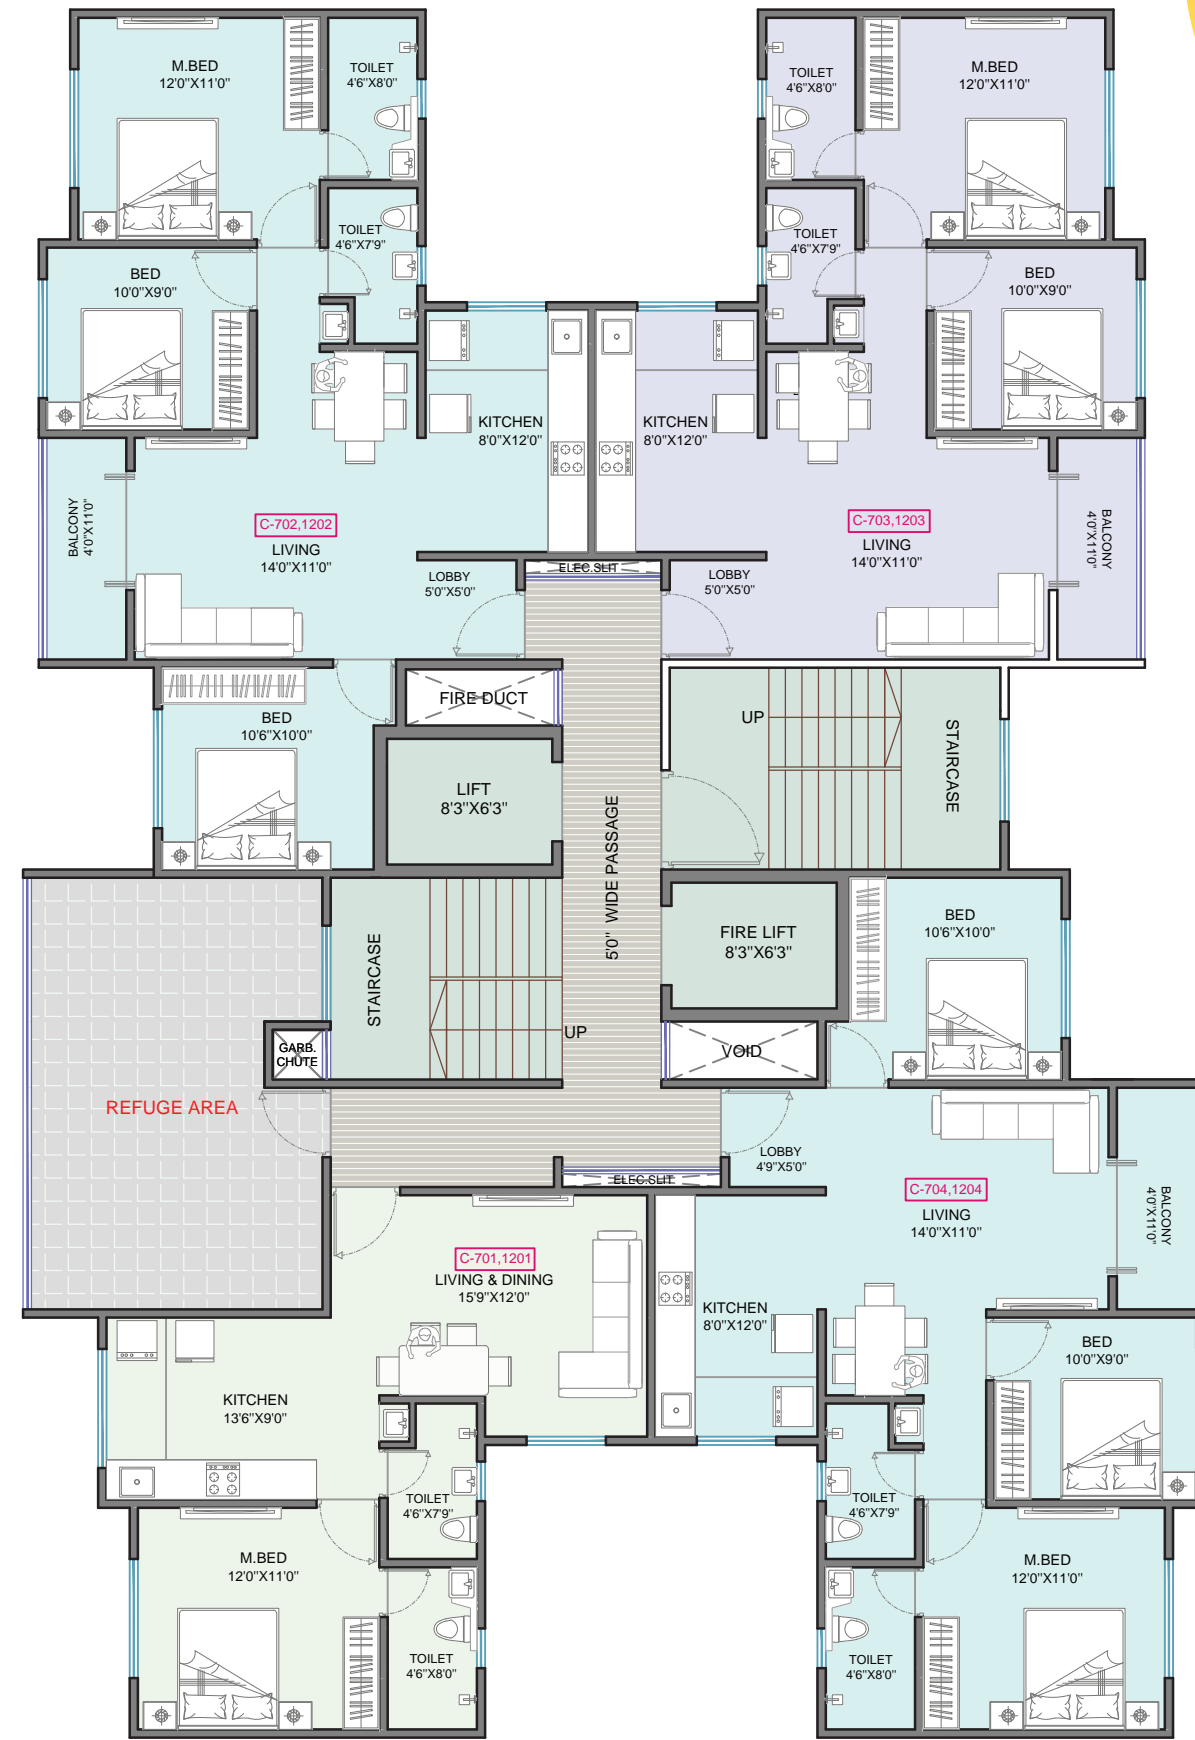 M.BED
12'0"X11'0"
TOILET
4'6"X8'0"
TOILET
4'6"X8'0"
M.BED
12'0"X11'0"
TOILET
4'6"X7'9"
TOILET
4'6"X7'9"
BED
10'0"X9'0"
BED
10'0"X9'0"
KITCHEN
8'0"X12'0"
KITCHEN
8'0"X12'0"
BALCONY
4'0"X11'0"
C-702,1202
LIVING
14'0"X11'0"
C-703,1203
LIVING
14'0"X11'0"
BALCONY
4'0"X11'0"
LOBBY
5'0"X5'0"
ELEC.SLIT
LOBBY
5'0"X5'0"
BED
10'6"X10'0"
FIRE DUCT
UP
STAIRCASE
LIFT
8'3"X6'3"
5'0" WIDE PASSAGE
STAIRCASE
FIRE LIFT
8'3"X6'3"
BED
10'6"X10'0"
UP
GARB.
CHUTE
VOID
REFUGE AREA
LOBBY
4'9"X5'0"
ELEC.SLIT
C-704,1204
LIVING
14'0"X11'0"
BALCONY
4'0"X11'0"
C-701,1201
LIVING & DINING
15'9"X12'0"
KITCHEN
8'0"X12'0"
BED
10'0"X9'0"
KITCHEN
13'6"X9'0"
TOILET
4'6"X7'9"
TOILET
4'6"X7'9"
M.BED
12'0"X11'0"
M.BED
12'0"X11'0"
TOILET
4'6"X8'0"
TOILET
4'6"X8'0"